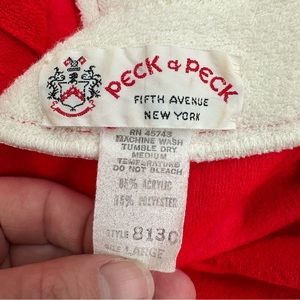 PECK & PECK
FIFTH AVENUE
NEW YORK
RN 45743
MACHINE WASH
TUMBLE DRY
MEDIUM
TEMPERATURE
DO NOT BLEACH
85% ACRYLIC
15% POLYESTER
STYLE 8130
SIZE LARGE